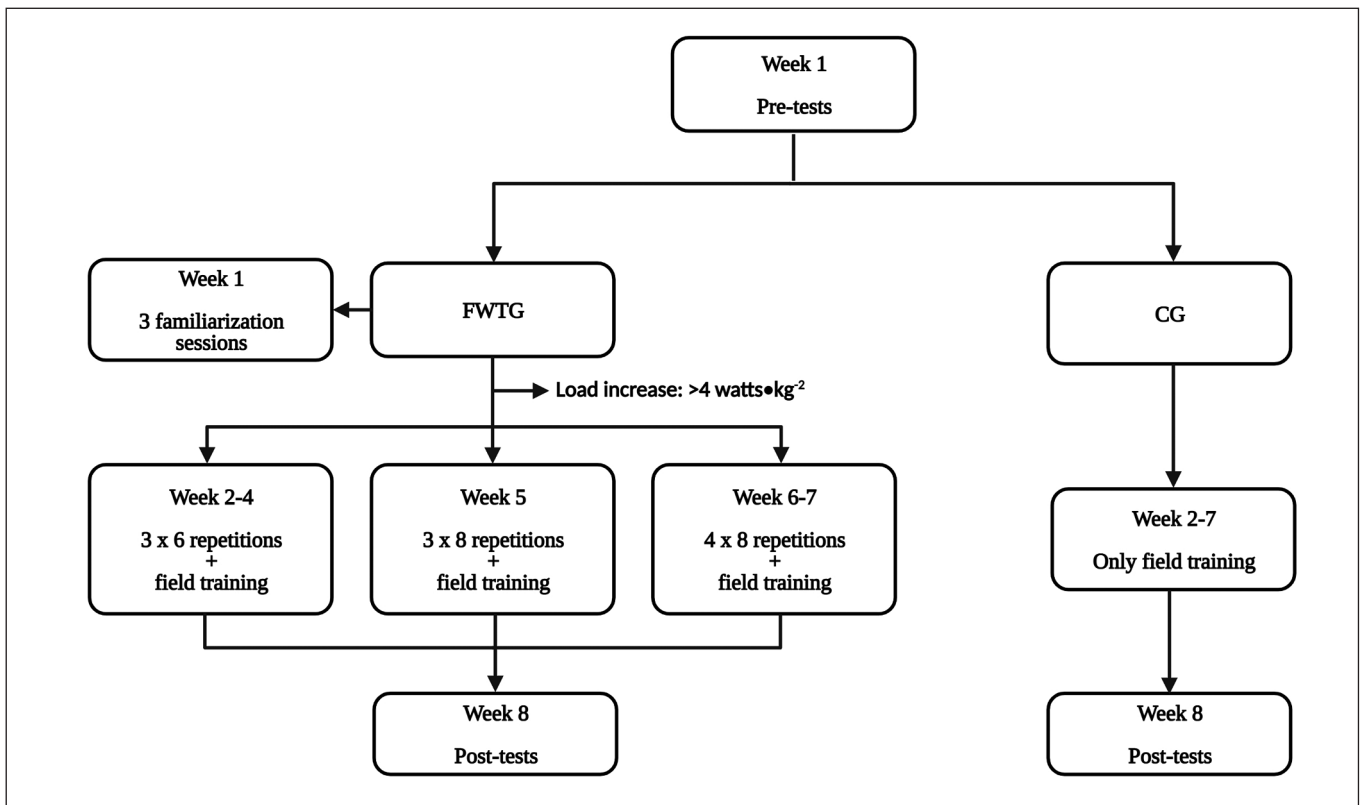 Week 1
Pre-tests
Week 1
3 familiarization
sessions
FWTG
CG
Load increase: >4 watts•kg⁻²
Week 2-4
3 x 6 repetitions
+
field training
Week 5
3 x 8 repetitions
+
field training
Week 6-7
4 x 8 repetitions
+
field training
Week 2-7
Only field training
Week 8
Post-tests
Week 8
Post-tests